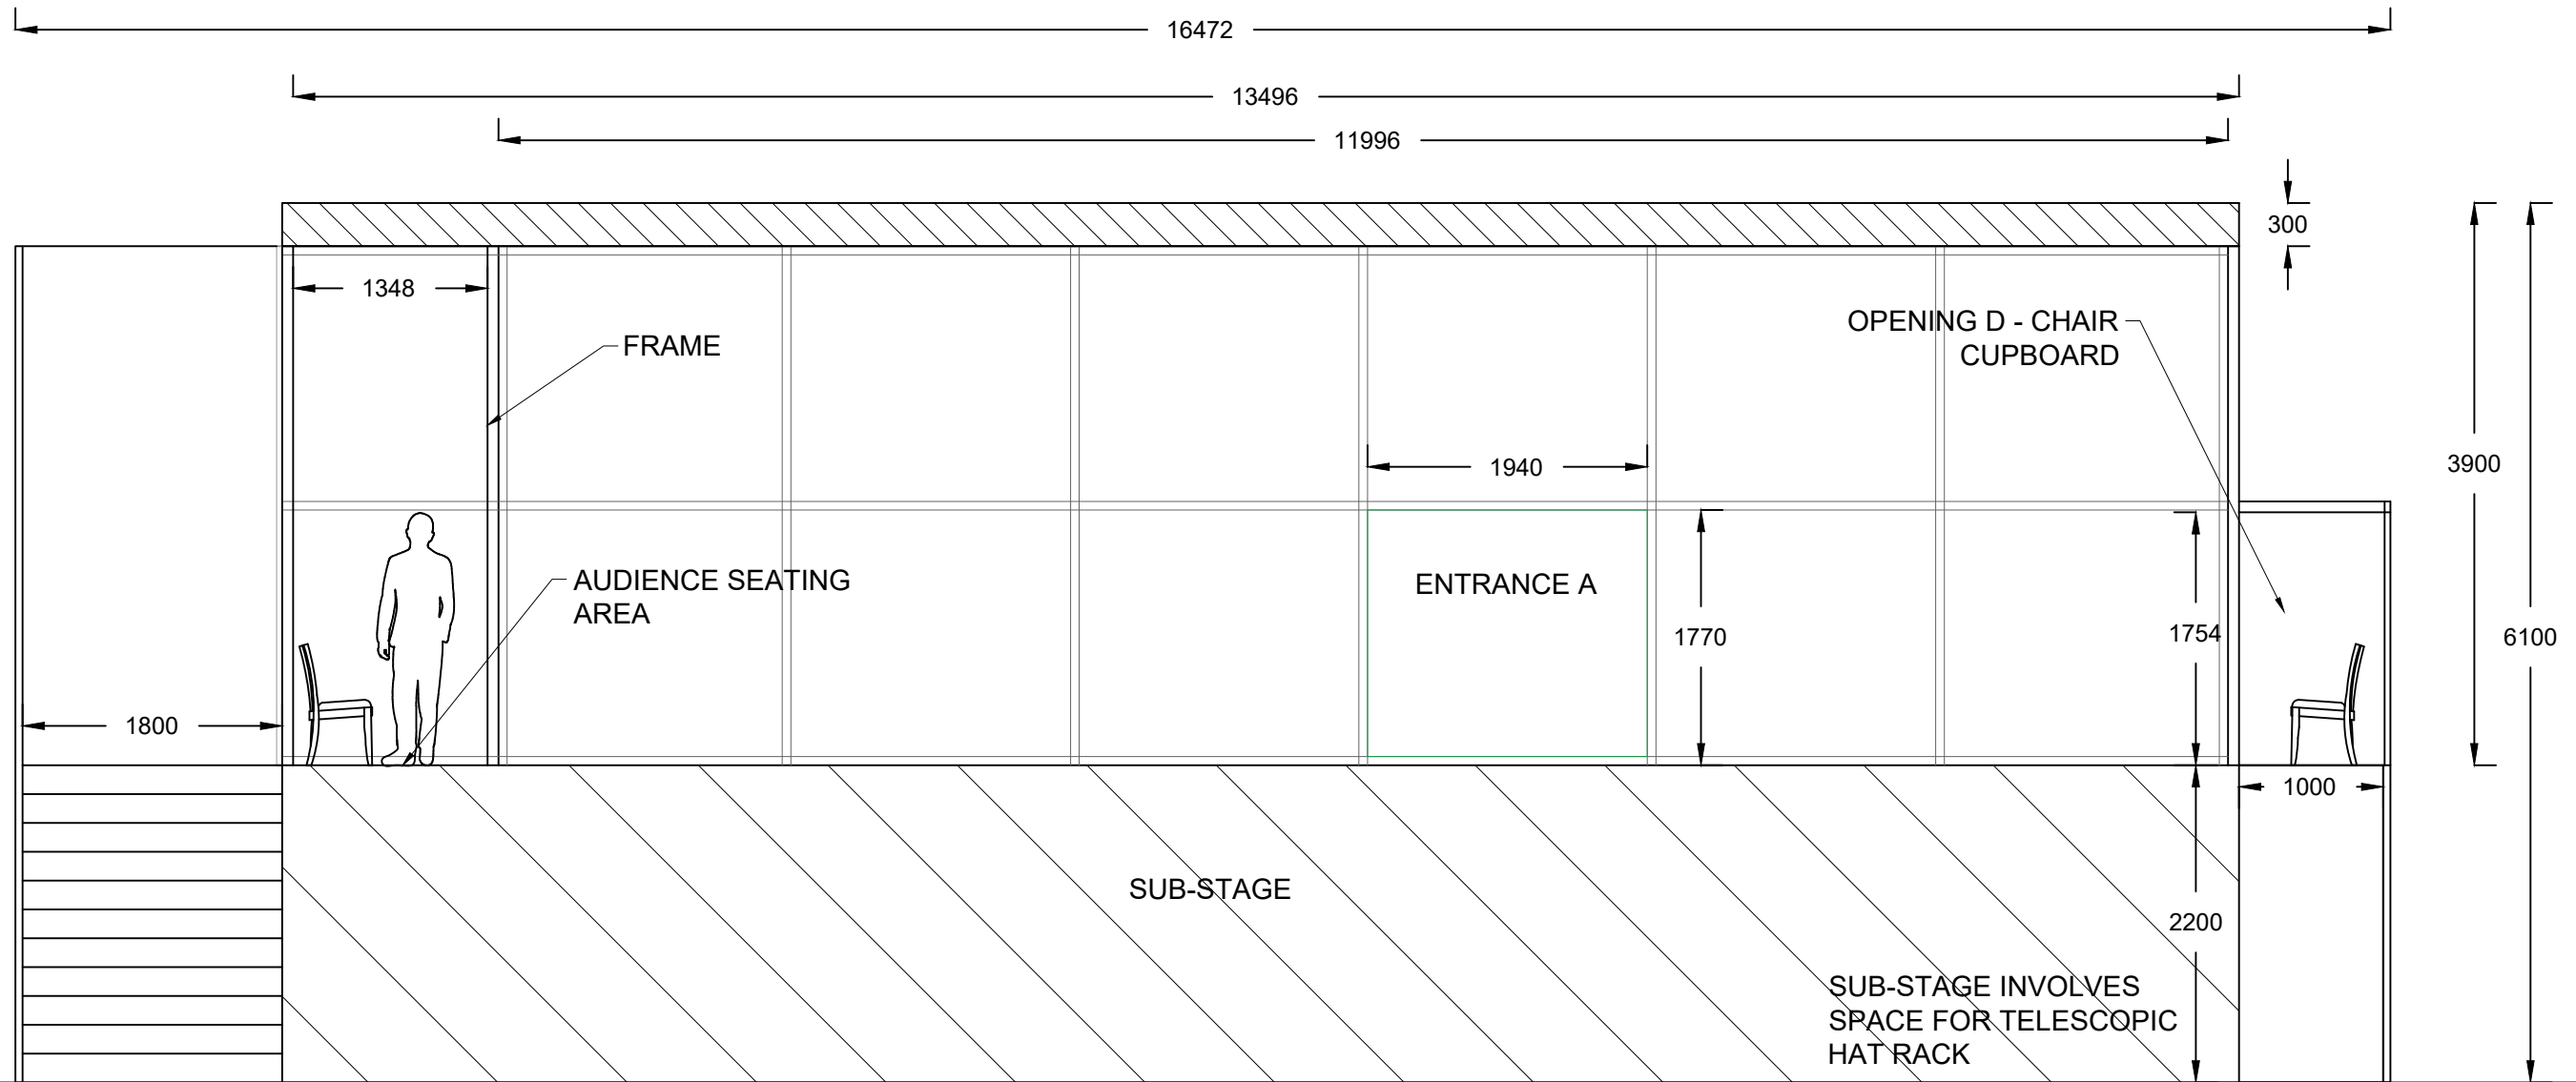 16472
13496
11996
300
1348
OPENING D - CHAIR
CUPBOARD
FRAME
3900
1940
AUDIENCE SEATING
AREA
ENTRANCE A
1770
1754
6100
1800
1000
SUB-STAGE
2200
SUB-STAGE INVOLVES
SPACE FOR TELESCOPIC
HAT RACK